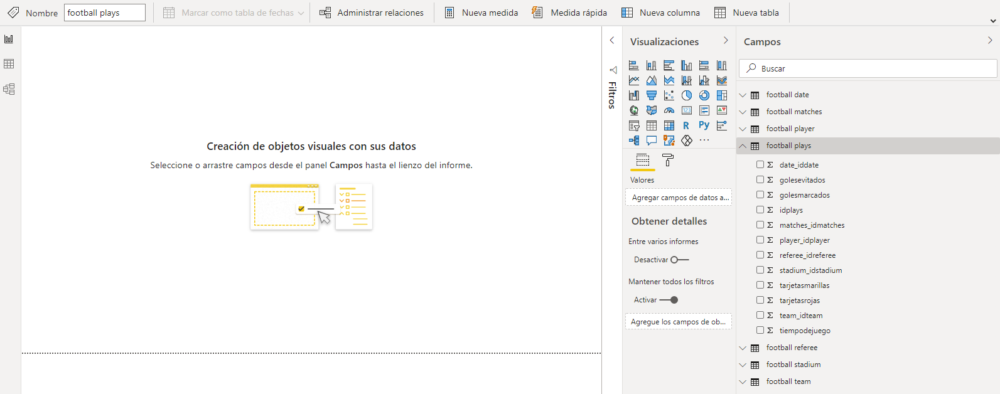 Nombre
football plays
Marcar como tabla de fechas
Administrar relaciones
Nueva medida
Medida rápida
Nueva columna
Nueva tabla
Creación de objetos visuales con sus datos
Seleccione o arrastre campos desde el panel Campos hasta el lienzo del informe.
Filtros
Visualizaciones
123
R
Py
...
Valores
Agregar campos de datos a...
Obtener detalles
Entre varios informes
Desactivar
Mantener todos los filtros
Activar
Agregue los campos de ob...
Campos
Buscar
football date
football matches
football player
football plays
Σ date_iddate
Σ golesevitados
Σ golesmarcados
Σ idplays
Σ matches_idmatches
Σ player_idplayer
Σ referee_idreferee
Σ stadium_idstadium
Σ tarjetasmarillas
Σ tarjetasrojas
Σ team_idteam
Σ tiempodejuego
football referee
football stadium
football team